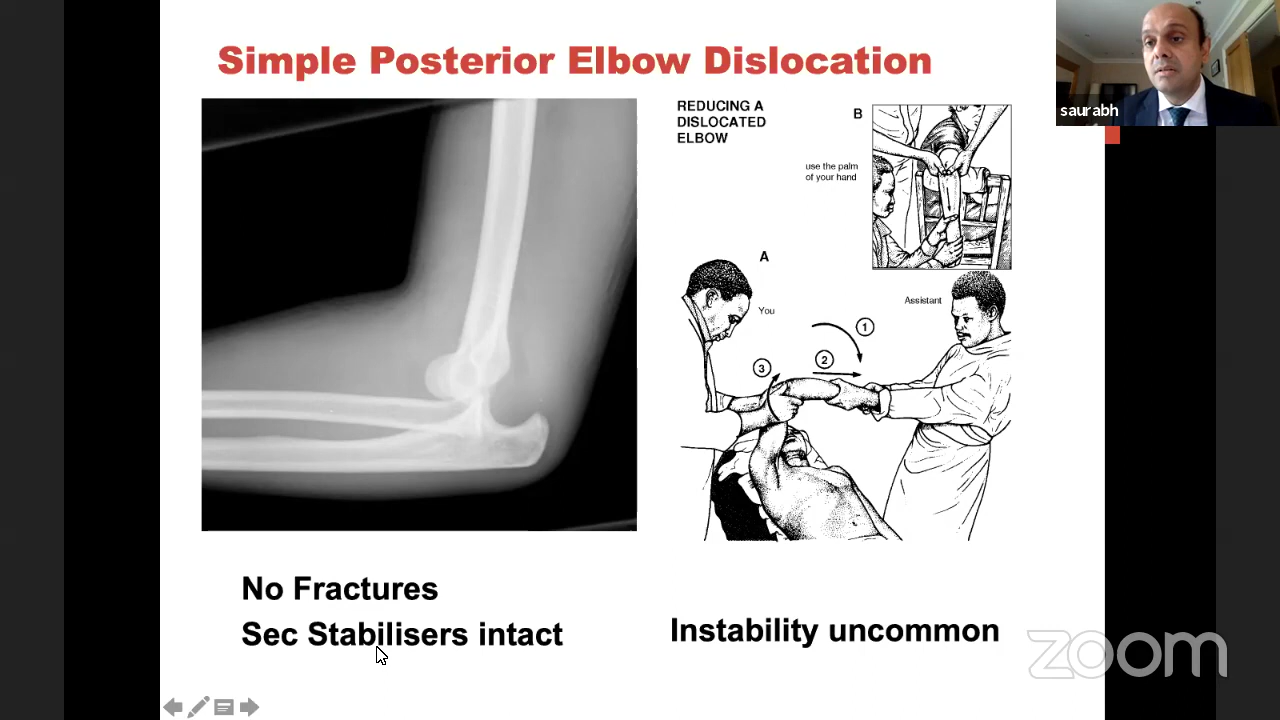 Simple Posterior Elbow Dislocation
saurabh
REDUCING A
DISLOCATED
ELBOW
B
use the palm
of your hand
A
You
Assistant
1
2
3
No Fractures
Sec Stabilisers intact
Instability uncommon
zoom